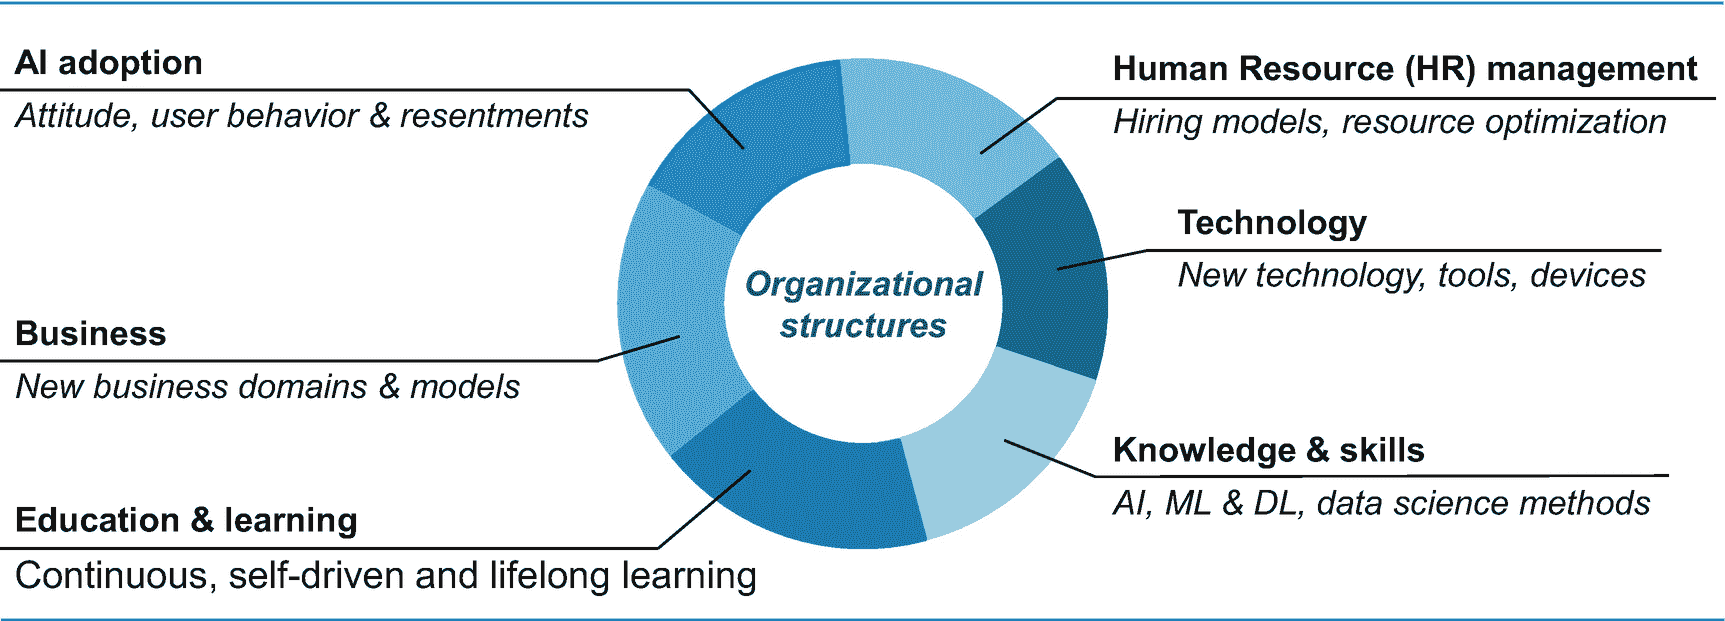 AI adoption
Attitude, user behavior & resentments
Human Resource (HR) management
Hiring models, resource optimization
Technology
New technology, tools, devices
Organizational
structures
Business
New business domains & models
Knowledge & skills
AI, ML & DL, data science methods
Education & learning
Continuous, self-driven and lifelong learning